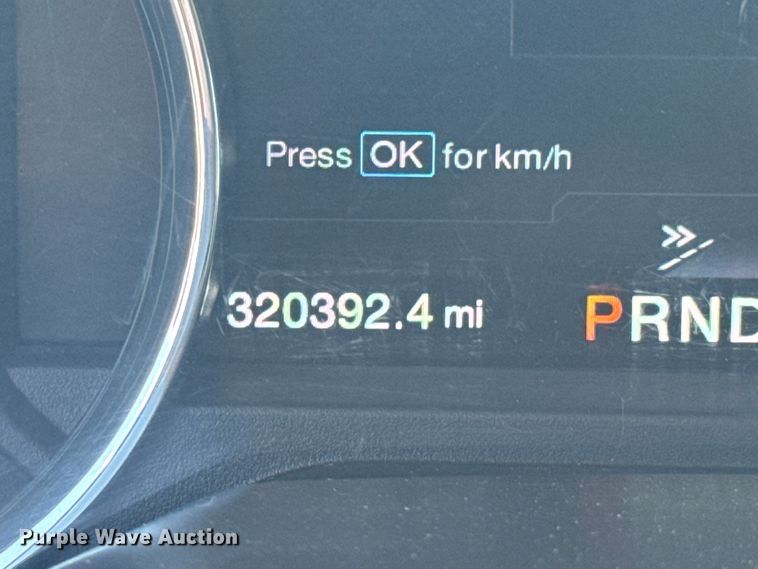 Press OK for km/h
320392.4 mi
PRND
Purple Wave Auction